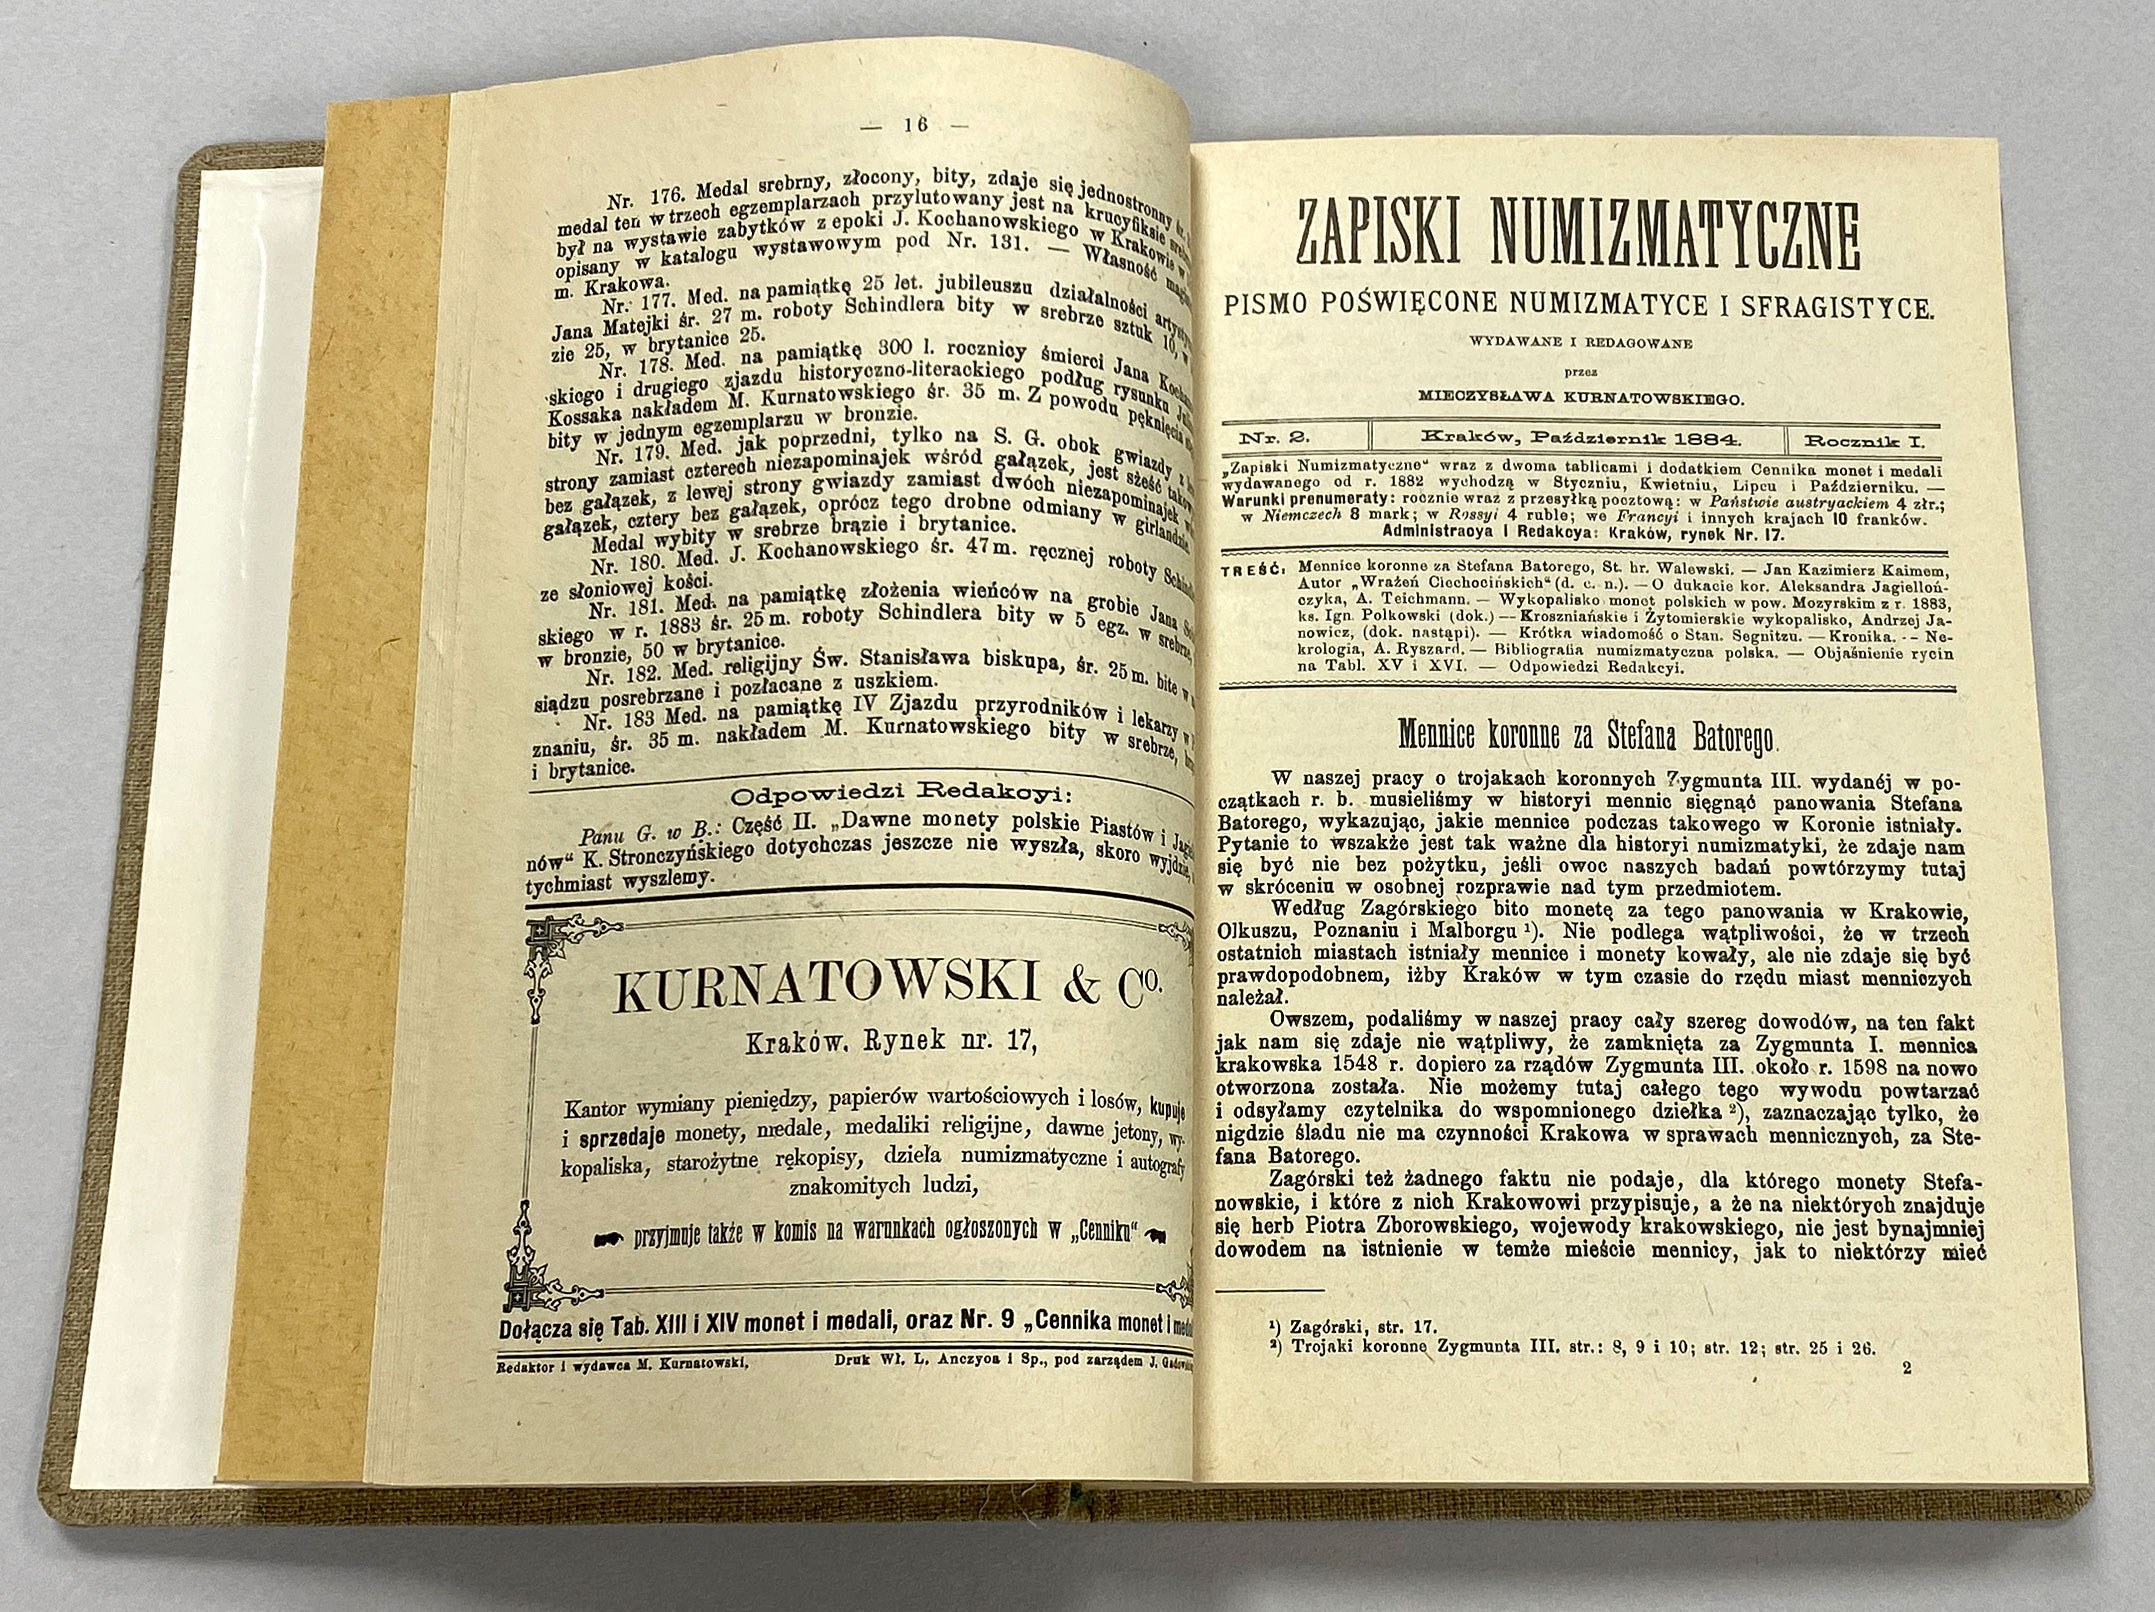 — 16 —
Nr. 176. Medal srebrny, złocony, bity, zdaje się jednostronny śr.
medal ten w trzech egzemplarzach przylutowany jest na krucyfiksie
był na wystawie zabytków z epoki J. Kochanowskiego w Krakowie w
opisany w katalogu wystawowym pod Nr. 131. — Własność
m. Krakowa.
Nr. 177. Med. na pamiątkę 25 let. jubileuszu działalności
Jana Matejki śr. 27 m. roboty Schindlera bity w srebrze sztuk 10, w
zie 25, w brytanice 25.
Nr. 178. Med. na pamiątkę 300 l. rocznicy śmierci Jana
skiego i drugiego zjazdu historyczno-literackiego podług rysunku
Kossaka nakładem M. Kurnatowskiego śr. 35 m. Z powodu pęknięcia
bity w jednym egzemplarzu w bronzie.
Nr. 179. Med. jak poprzedni, tylko na S. G. obok gwiazdy z
strony zamiast czterech niezapominajek wśród gałązek, jest sześć
bez gałązek, z lewej strony gwiazdy zamiast dwóch niezapominajek
gałązek, cztery bez gałązek, oprócz tego drobne odmiany w girlandzie.
Medal wybity w srebrze brązie i brytanice.
Nr. 180. Med. J. Kochanowskiego śr. 47 m. ręcznej roboty
ze słoniowej kości.
Nr. 181. Med. na pamiątkę złożenia wieńców na grobie Jana
skiego w r. 1883 śr. 25 m. roboty Schindlera bity w 5 egz. w srebrze,
w bronzie, 50 w brytanice.
Nr. 182. Med. religijny Św. Stanisława biskupa, śr. 25 m. bite w
siądzu posrebrzane i pozłacane z uszkiem.
Nr. 183 Med. na pamiątkę IV Zjazdu przyrodników i lekarzy w
znaniu, śr. 35 m. nakładem M. Kurnatowskiego bity w srebrze,
i brytanice.
Odpowiedzi Redakcyi:
Panu G. w B.: Część II. „Dawne monety polskie Piastów i
nów“ K. Stronczyńskiego dotychczas jeszcze nie wyszła, skoro wyjdzie,
tychmiast wyszlemy.
KURNATOWSKI & Co.
Kraków, Rynek nr. 17,
Kantor wymiany pieniędzy, papierów wartościowych i losów, kupuje
i sprzedaje monety, medale, medaliki religijne, dawne jetony, wy-
kopaliska, starożytne rękopisy, dzieła numizmatyczne i autografy
znakomitych ludzi,
przyjmuje także w komis na warunkach ogłoszonych w „Cenniku“
Dołącza się Tab. XIII i XIV monet i medali, oraz Nr. 9 „Cennika monet i
Redaktor i wydawca M. Kurnatowski, Druk Wł. L. Anczyca i Sp., pod zarządem J.
ZAPISKI NUMIZMATYCZNE
PISMO POŚWIĘCONE NUMIZMATYCE I SFRAGISTYCE.
WYDAWANE I REDAGOWANE
przez
MIECZYSŁAWA KURNATOWSKIEGO.
Nr. 2. Kraków, Październik 1884. Rocznik I.
„Zapiski Numizmatyczne“ wraz z dwoma tablicami i dodatkiem Cennika monet i medali
wydawanego od r. 1882 wychodzą w Styczniu, Kwietniu, Lipcu i Październiku. —
Warunki prenumeraty: rocznie wraz z przesyłką pocztową: w Państwie austryackiem 4 złr.;
w Niemczech 8 mark; w Rossyi 4 ruble; we Francyi i innych krajach 10 franków.
Administracya i Redakcya: Kraków, rynek Nr. 17.
TREŚĆ: Mennice koronne za Stefana Batorego, St. hr. Walewski. — Jan Kazimierz Kaimem,
Autor „Wrażeń Ciechocińskich“ (d. c. n.). — O dukacie kor. Aleksandra Jagielloń-
czyka, A. Teichmann. — Wykopalisko monet polskich w pow. Mozyrskim z r. 1883,
ks. Ign. Polkowski (dok.) — Kroszniańskie i Żytomierskie wykopalisko, Andrzej Ja-
nowicz, (dok. nastąpi). — Krótka wiadomość o Stan. Segnitzu. — Kronika. — Ne-
krologia, A. Ryszard. — Bibliografia numizmatyczna polska. — Objaśnienie rycin
na Tabl. XV i XVI. — Odpowiedzi Redakcyi.
Mennice koronne za Stefana Batorego.
W naszej pracy o trojakach koronnych Zygmunta III. wydanéj w po-
czątkach r. b. musieliśmy w historyi mennic sięgnąć panowania Stefana
Batorego, wykazując, jakie mennice podczas takowego w Koronie istniały.
Pytanie to wszakże jest tak ważne dla historyi numizmatyki, że zdaje nam
się być nie bez pożytku, jeśli owoc naszych badań powtórzymy tutaj
w skróceniu w osobnej rozprawie nad tym przedmiotem.
Według Zagórskiego bito monetę za tego panowania w Krakowie,
Olkuszu, Poznaniu i Malborgu ¹). Nie podlega wątpliwości, że w trzech
ostatnich miastach istniały mennice i monety kowały, ale nie zdaje się być
prawdopodobnem, iżby Kraków w tym czasie do rzędu miast menniczych
należał.
Owszem, podaliśmy w naszej pracy cały szereg dowodów, na ten fakt
jak nam się zdaje nie wątpliwy, że zamknięta za Zygmunta I. mennica
krakowska 1548 r. dopiero za rządów Zygmunta III. około r. 1598 na nowo
otworzona została. Nie możemy tutaj całego tego wywodu powtarzać
i odsyłamy czytelnika do wspomnionego dziełka ²), zaznaczając tylko, że
nigdzie śladu nie ma czynności Krakowa w sprawach mennicznych, za Ste-
fana Batorego.
Zagórski też żadnego faktu nie podaje, dla którego monety Stefa-
nowskie, i które z nich Krakowowi przypisuje, a że na niektórych znajduje
się herb Piotra Zborowskiego, wojewody krakowskiego, nie jest bynajmniej
dowodem na istnienie w temże mieście mennicy, jak to niektórzy mieć
¹) Zagórski, str. 17.
²) Trojaki koronne Zygmunta III. str.: 8, 9 i 10; str. 12; str. 25 i 26.
2